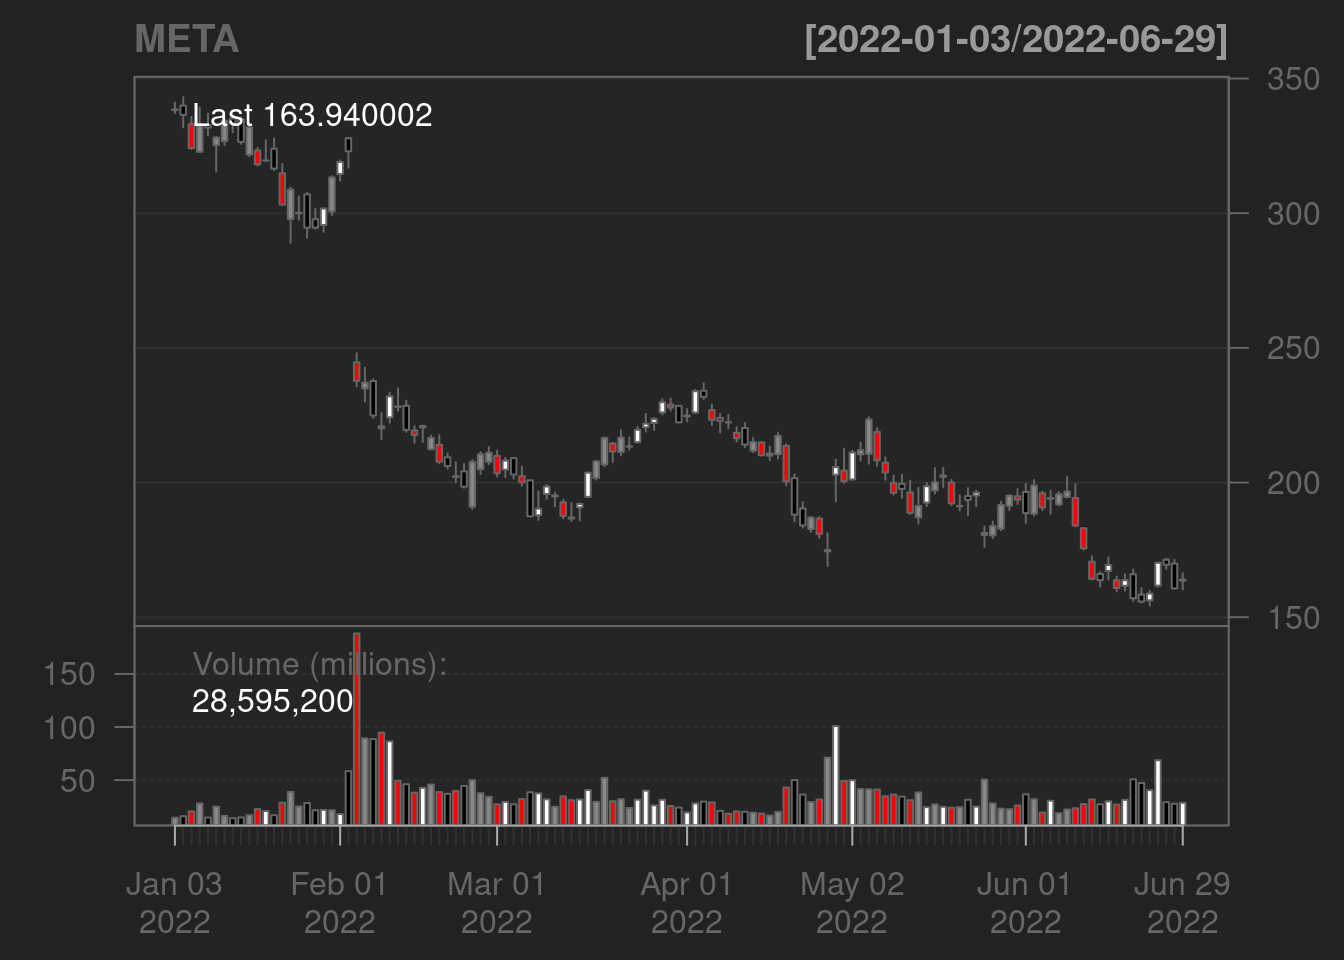 META [2022-01-03/2022-06-29]
350
Last 163.940002
300
250
200
150
Volume (millions):
28,595,200
150
100
50
Jan 03 2022
Feb 01 2022
Mar 01 2022
Apr 01 2022
May 02 2022
Jun 01 2022
Jun 29 2022